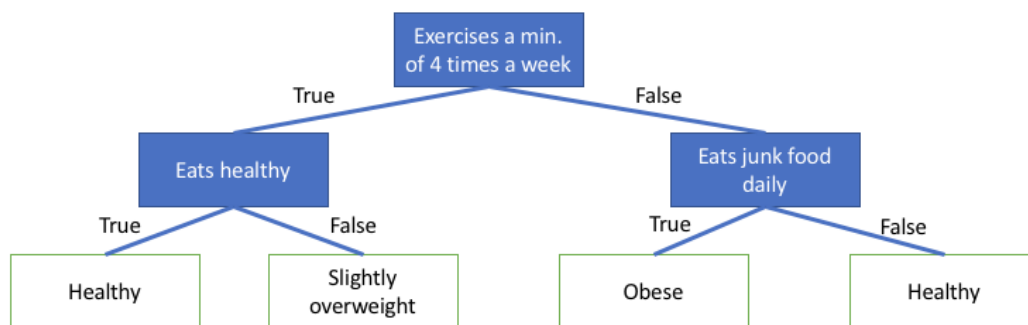 Exercises a min.
of 4 times a week
True
False
Eats healthy
Eats junk food
daily
True
False
True
False
Healthy
Slightly
overweight
Obese
Healthy